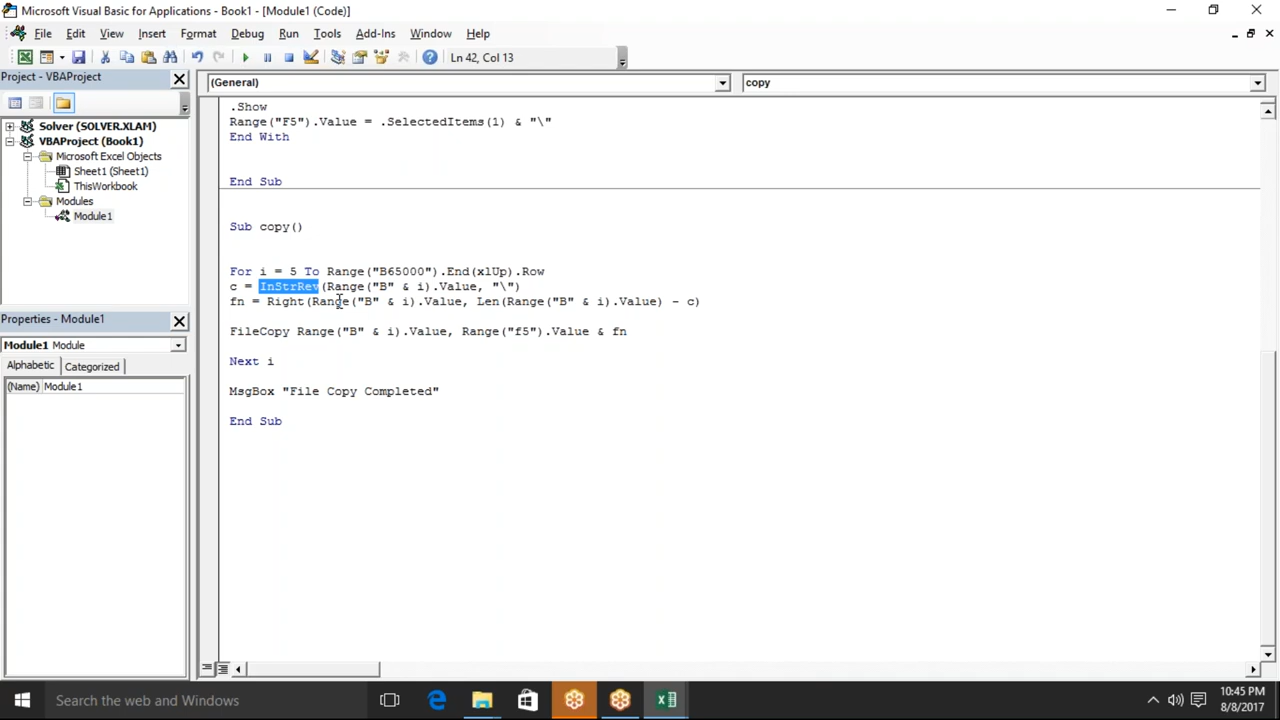 Microsoft Visual Basic for Applications - Book1 - [Module1 (Code)]
File Edit View Insert Format Debug Run Tools Add-Ins Window Help
Ln 42, Col 13
Project - VBAProject
(General)
copy
Solver (SOLVER.XLAM)
VBAProject (Book1)
Microsoft Excel Objects
Sheet1 (Sheet1)
ThisWorkbook
Modules
Module1
Properties - Module1
Module1 Module
Alphabetic Categorized
(Name) Module1
.Show
Range("F5").Value = .SelectedItems(1) & "\"
End With
End Sub
Sub copy()
For i = 5 To Range("B65000").End(xlUp).Row
c = InStrRev(Range("B" & i).Value, "\")
fn = Right(Range("B" & i).Value, Len(Range("B" & i).Value) - c)
FileCopy Range("B" & i).Value, Range("f5").Value & fn
Next i
MsgBox "File Copy Completed"
End Sub
Search the web and Windows
10:45 PM
8/8/2017